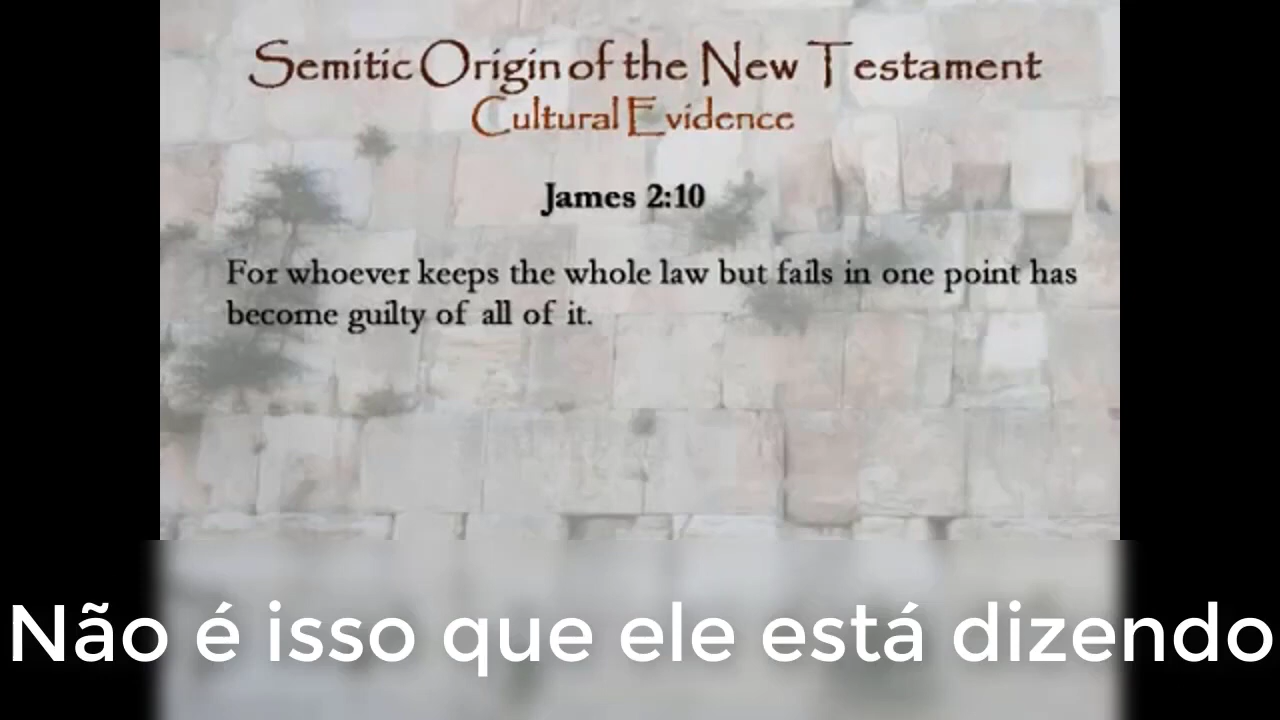 Semitic Origin of the New Testament
Cultural Evidence
James 2:10
For whoever keeps the whole law but fails in one point has
become guilty of all of it.
Não é isso que ele está dizendo